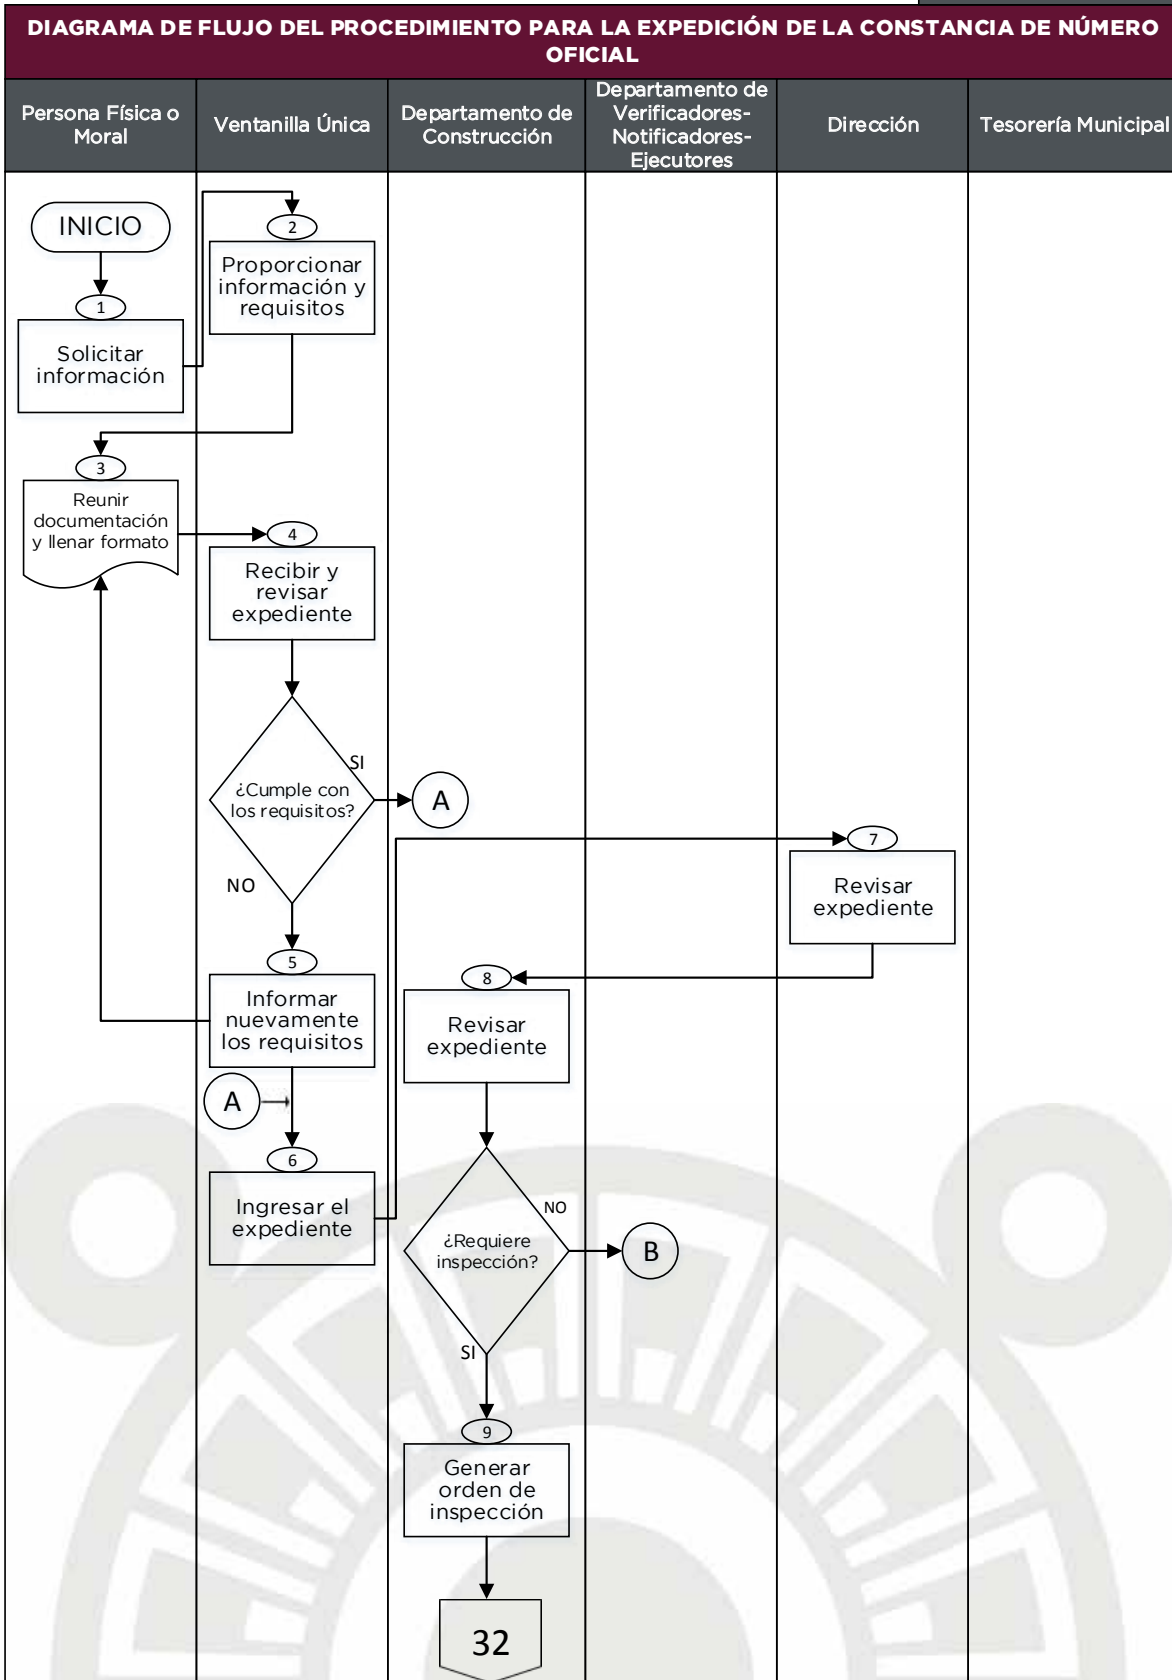 DIAGRAMA DE FLUJO DEL PROCEDIMIENTO PARA LA EXPEDICIÓN DE LA CONSTANCIA DE NÚMERO
OFICIAL
Persona Física o
Moral
Ventanilla Única
Departamento de
Construcción
Departamento de
Verificadores-
Notificadores-
Ejecutores
Dirección
Tesorería Municipal
INICIO
1
Solicitar
información
2
Proporcionar
información y
requisitos
3
Reunir
documentación
y llenar formato
4
Recibir y
revisar
expediente
¿Cumple con
los requisitos?
SI
A
NO
5
Informar
nuevamente
los requisitos
A
6
Ingresar el
expediente
7
Revisar
expediente
8
Revisar
expediente
¿Requiere
inspección?
NO
B
SI
9
Generar
orden de
inspección
32